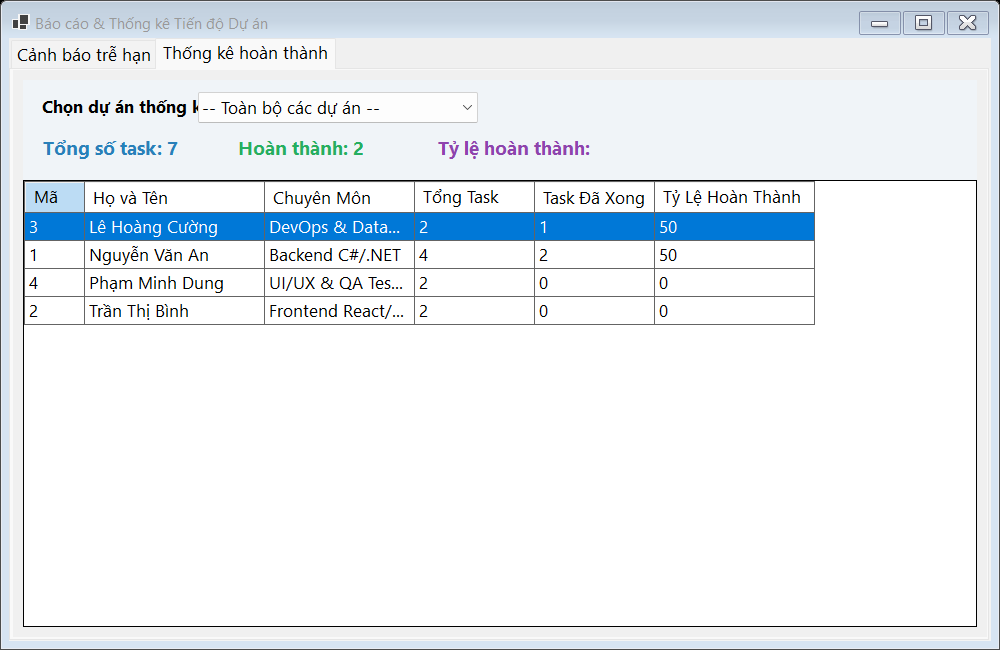 Báo cáo & Thống kê Tiến độ Dự án
Cảnh báo trễ hạn Thống kê hoàn thành
Chọn dự án thống k -- Toàn bộ các dự án --
Tổng số task: 7 Hoàn thành: 2 Tỷ lệ hoàn thành:
Mã Họ và Tên Chuyên Môn Tổng Task Task Đã Xong Tỷ Lệ Hoàn Thành
3 Lê Hoàng Cường DevOps & Data... 2 1 50
1 Nguyễn Văn An Backend C#/.NET 4 2 50
4 Phạm Minh Dung UI/UX & QA Tes... 2 0 0
2 Trần Thị Bình Frontend React/... 2 0 0